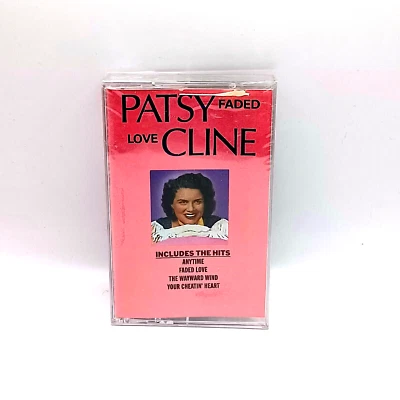 PATSY FADED
LOVE CLINE
INCLUDES THE HITS
ANYTIME
FADED LOVE
THE WAYWARD WIND
YOUR CHEATIN' HEART